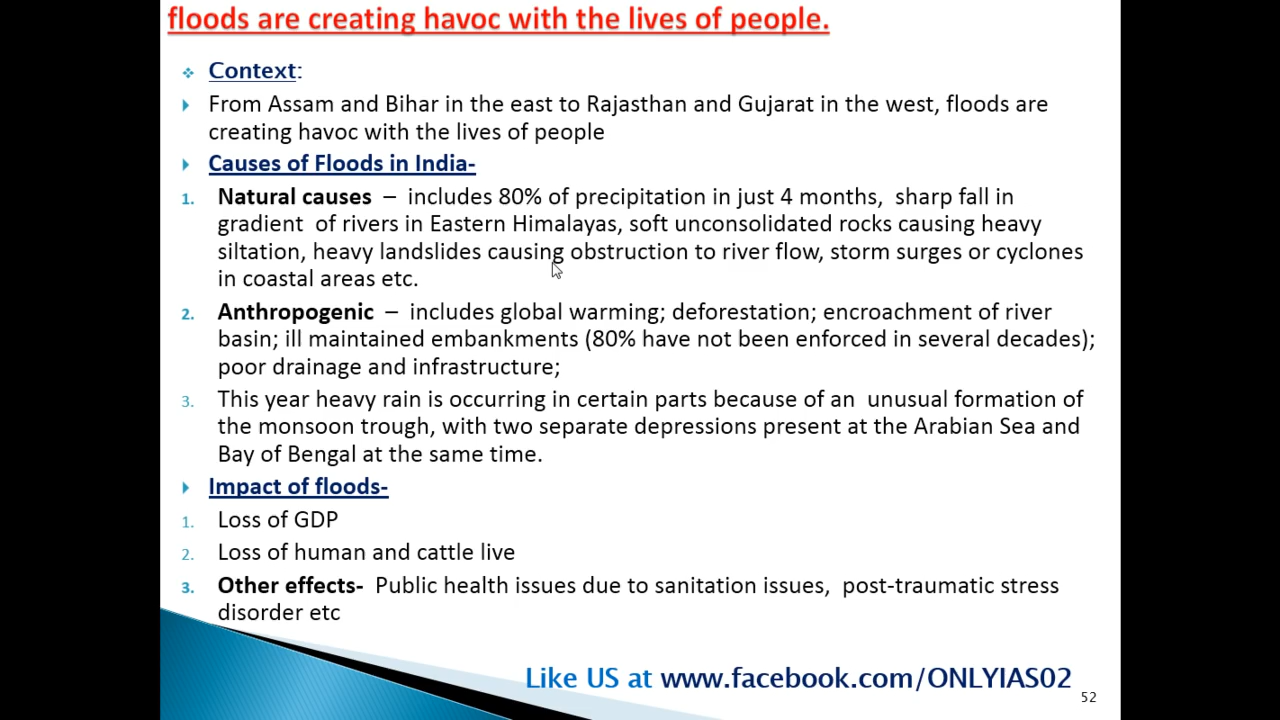 floods are creating havoc with the lives of people.
Context:
From Assam and Bihar in the east to Rajasthan and Gujarat in the west, floods are
creating havoc with the lives of people
Causes of Floods in India-
1. Natural causes – includes 80% of precipitation in just 4 months, sharp fall in
gradient of rivers in Eastern Himalayas, soft unconsolidated rocks causing heavy
siltation, heavy landslides causing obstruction to river flow, storm surges or cyclones
in coastal areas etc.
2. Anthropogenic – includes global warming; deforestation; encroachment of river
basin; ill maintained embankments (80% have not been enforced in several decades);
poor drainage and infrastructure;
3. This year heavy rain is occurring in certain parts because of an unusual formation of
the monsoon trough, with two separate depressions present at the Arabian Sea and
Bay of Bengal at the same time.
Impact of floods-
1. Loss of GDP
2. Loss of human and cattle live
3. Other effects- Public health issues due to sanitation issues, post-traumatic stress
disorder etc
Like US at www.facebook.com/ONLYIAS02
52